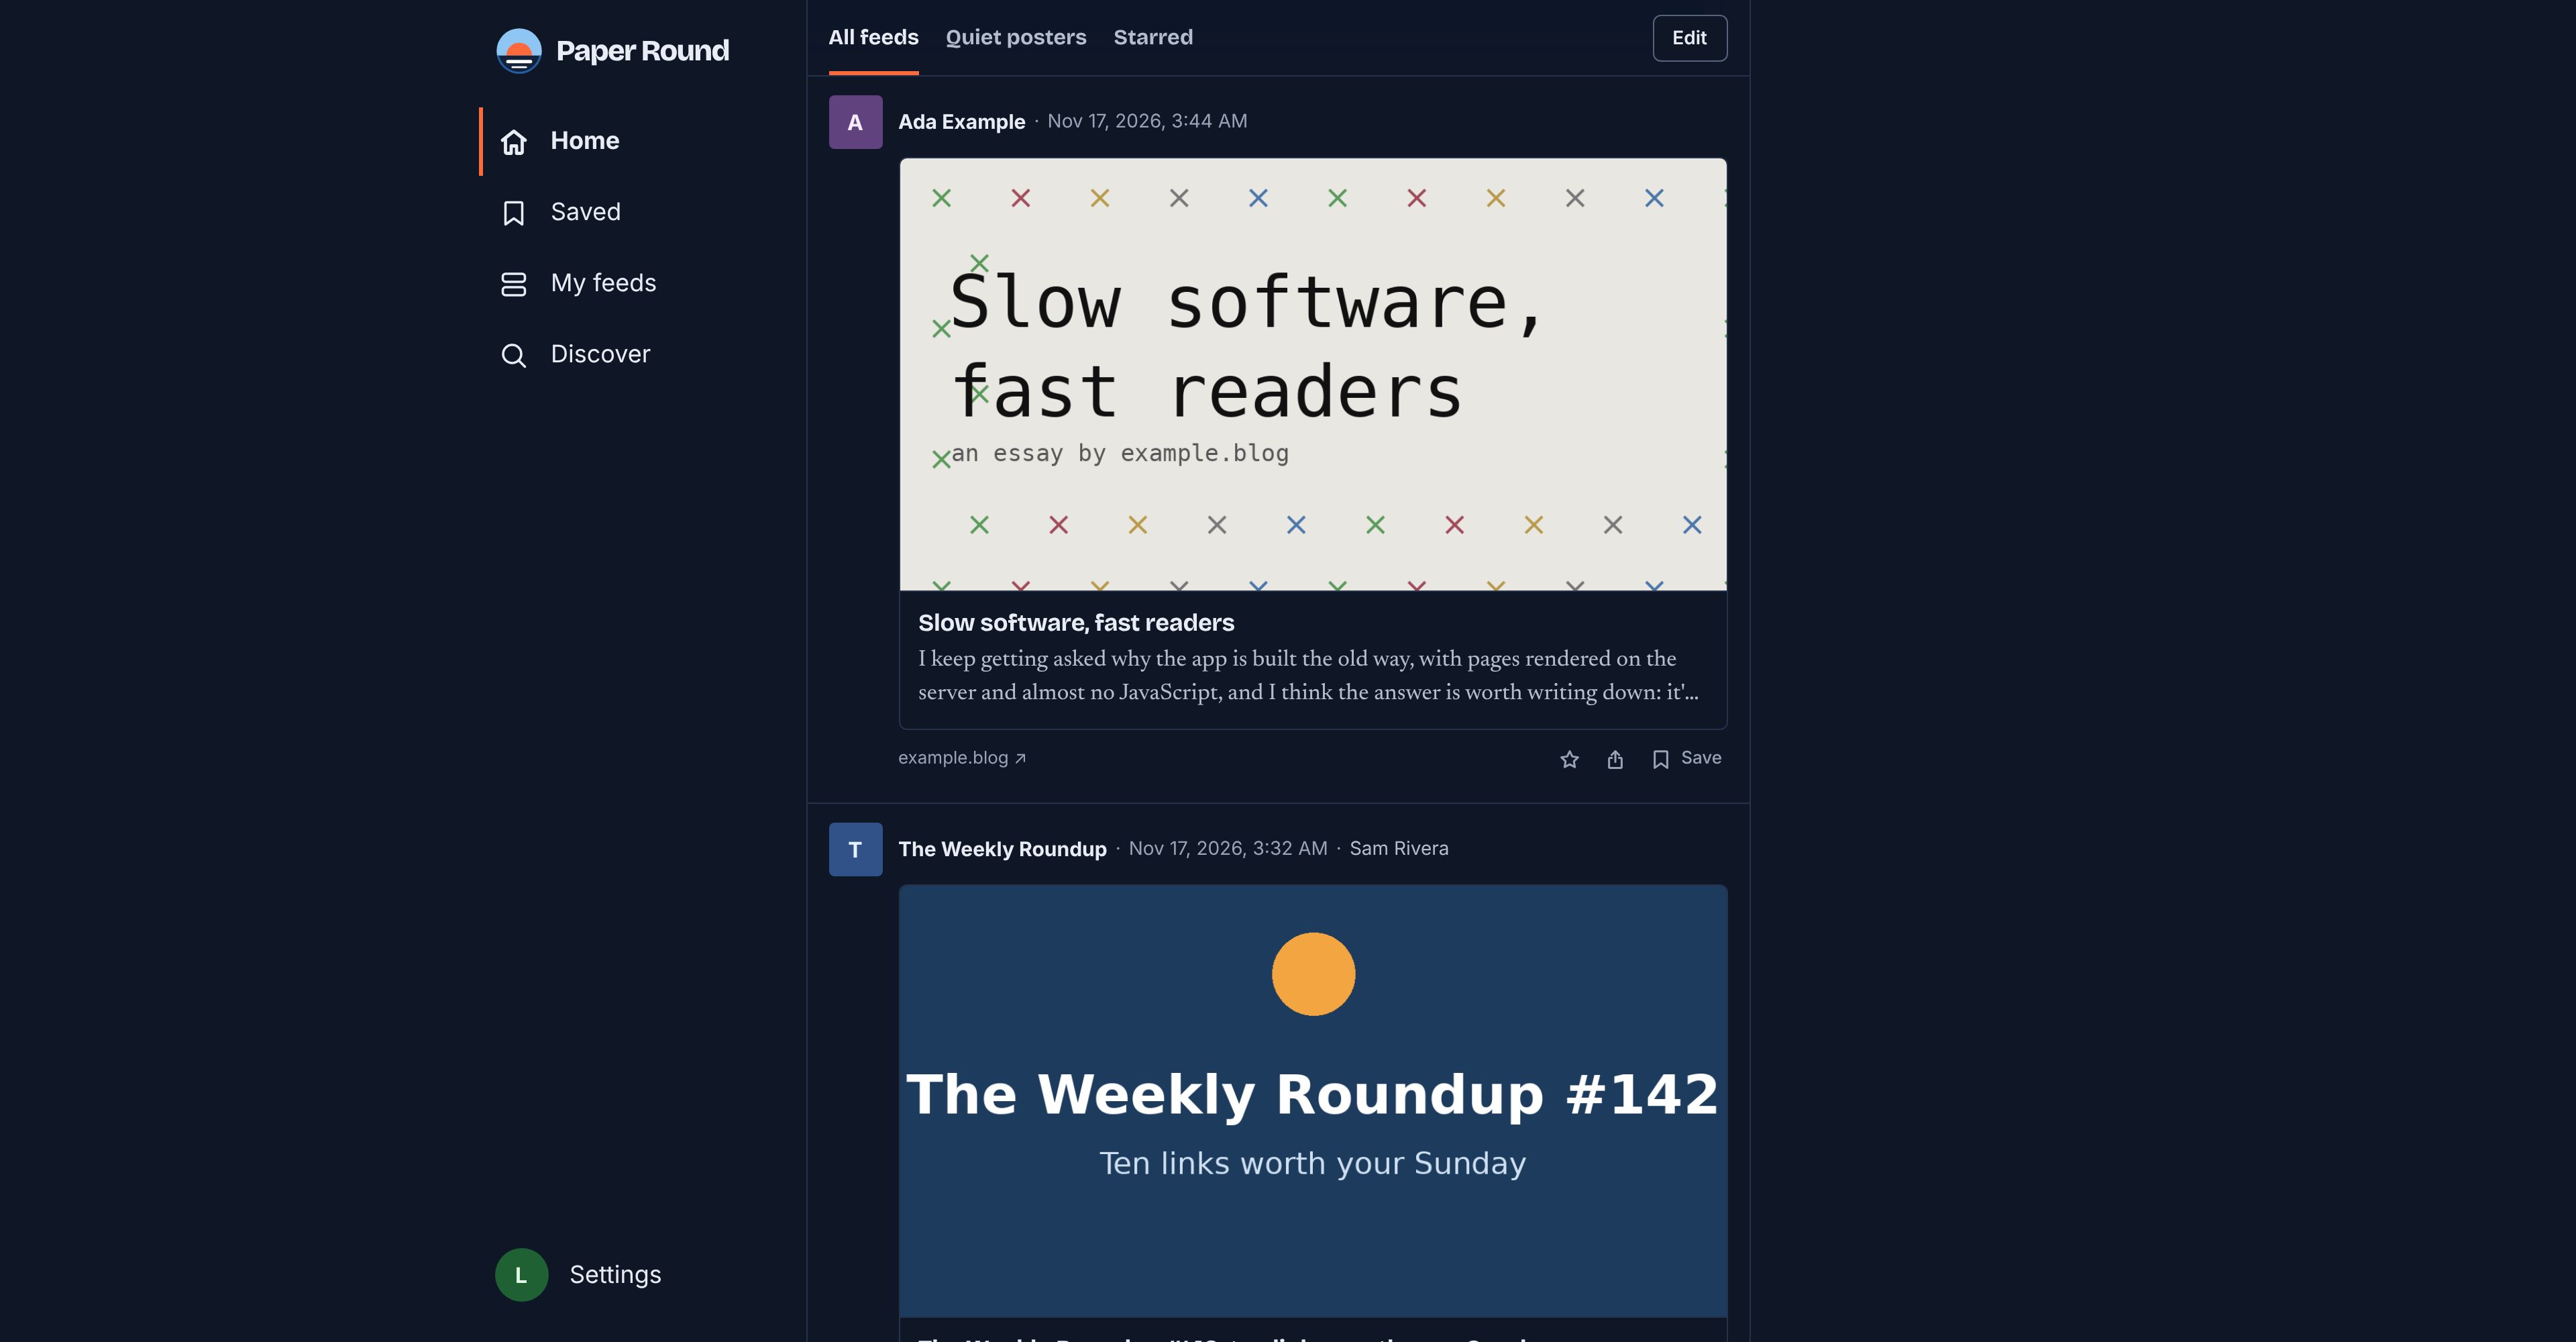 Paper Round
Home
Saved
My feeds
Discover
L
Settings
All feeds
Quiet posters
Starred
Edit
A
Ada Example · Nov 17, 2026, 3:44 AM
Slow software,
fast readers
an essay by example.blog
Slow software, fast readers
I keep getting asked why the app is built the old way, with pages rendered on the
server and almost no JavaScript, and I think the answer is worth writing down: it'...
example.blog ↗
Save
T
The Weekly Roundup · Nov 17, 2026, 3:32 AM · Sam Rivera
The Weekly Roundup #142
Ten links worth your Sunday